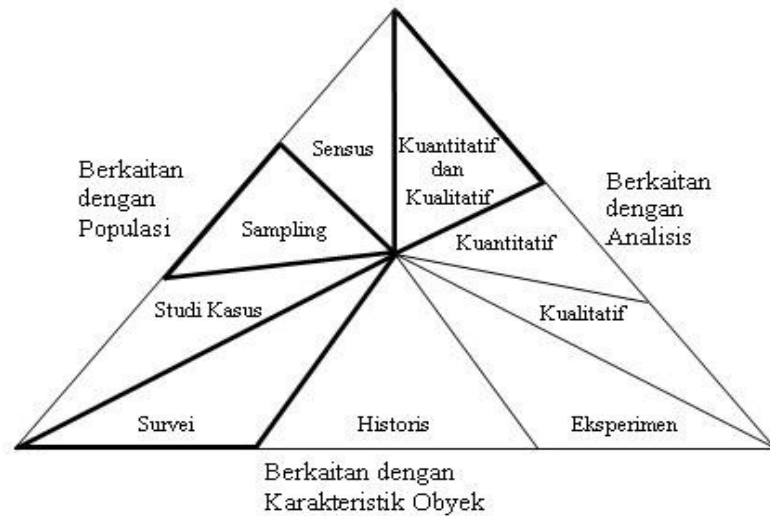 Sensus
Kuantitatif
dan
Kualitatif
Berkaitan
dengan
Populasi
Berkaitan
dengan
Analisis
Sampling
Kuantitatif
Studi Kasus
Kualitatif
Survei
Historis
Eksperimen
Berkaitan dengan
Karakteristik Obyek